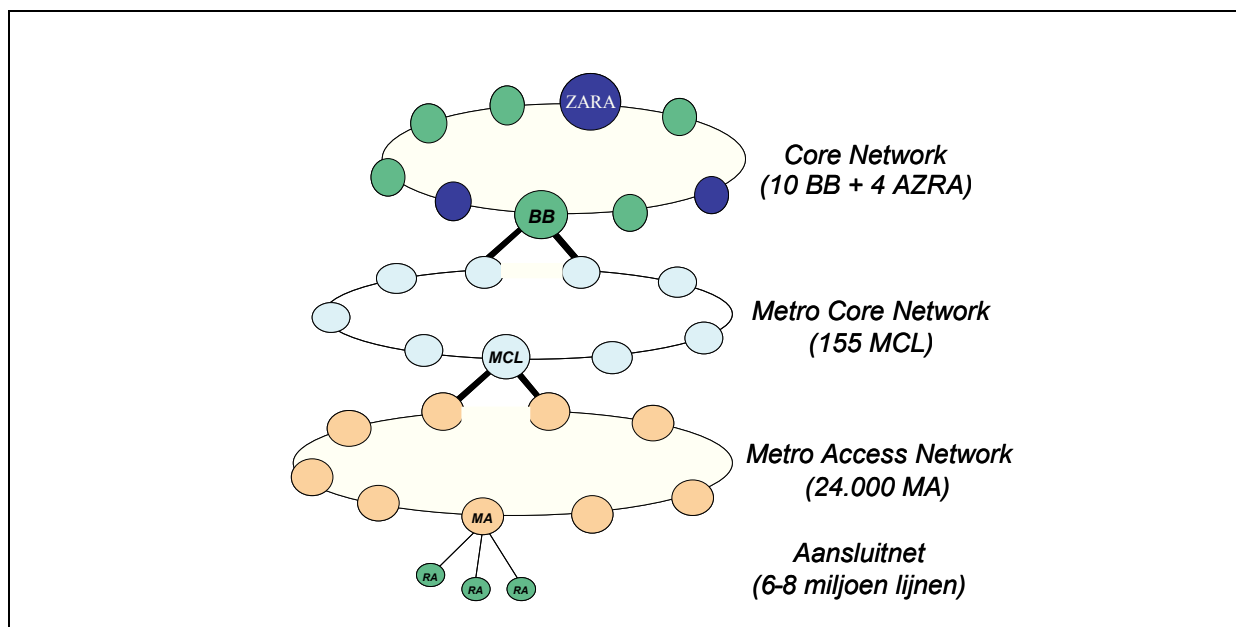 ZARA
Core Network
(10 BB + 4 AZRA)
BB
Metro Core Network
(155 MCL)
MCL
Metro Access Network
(24.000 MA)
MA
Aansluitnet
(6-8 miljoen lijnen)
RA
RA
RA